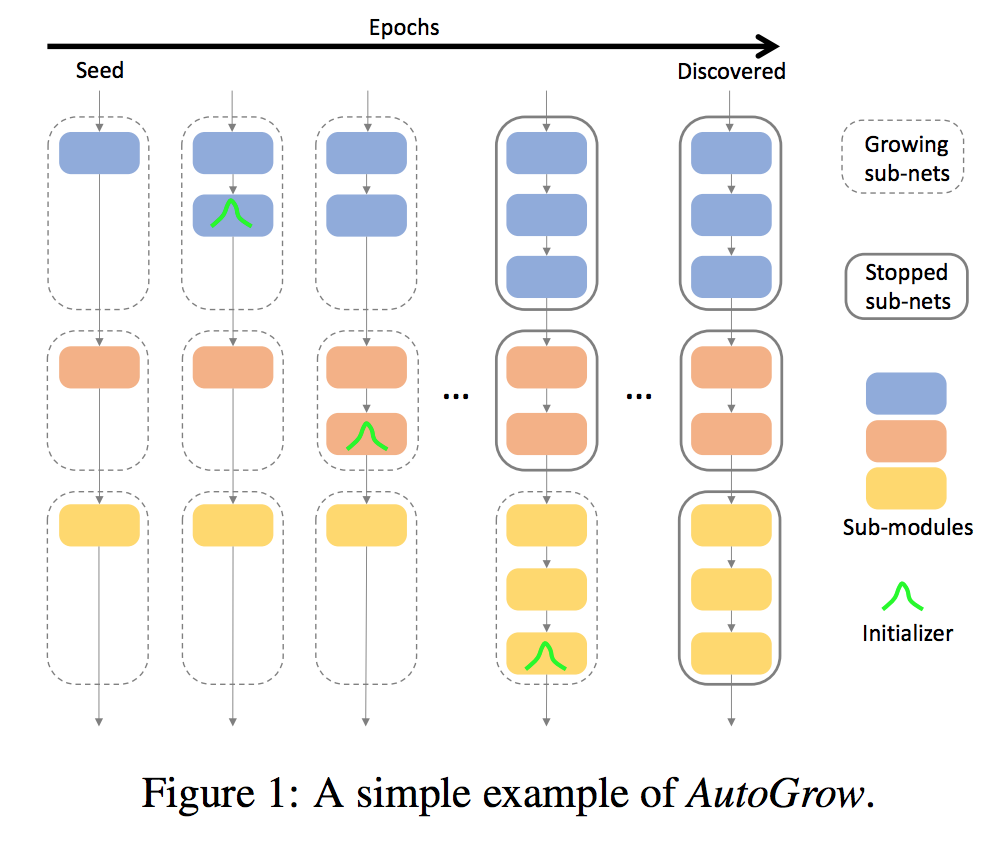 Epochs
Seed
Discovered
Growing
sub-nets
Stopped
sub-nets
...
...
Sub-modules
Initializer
Figure 1: A simple example of AutoGrow.